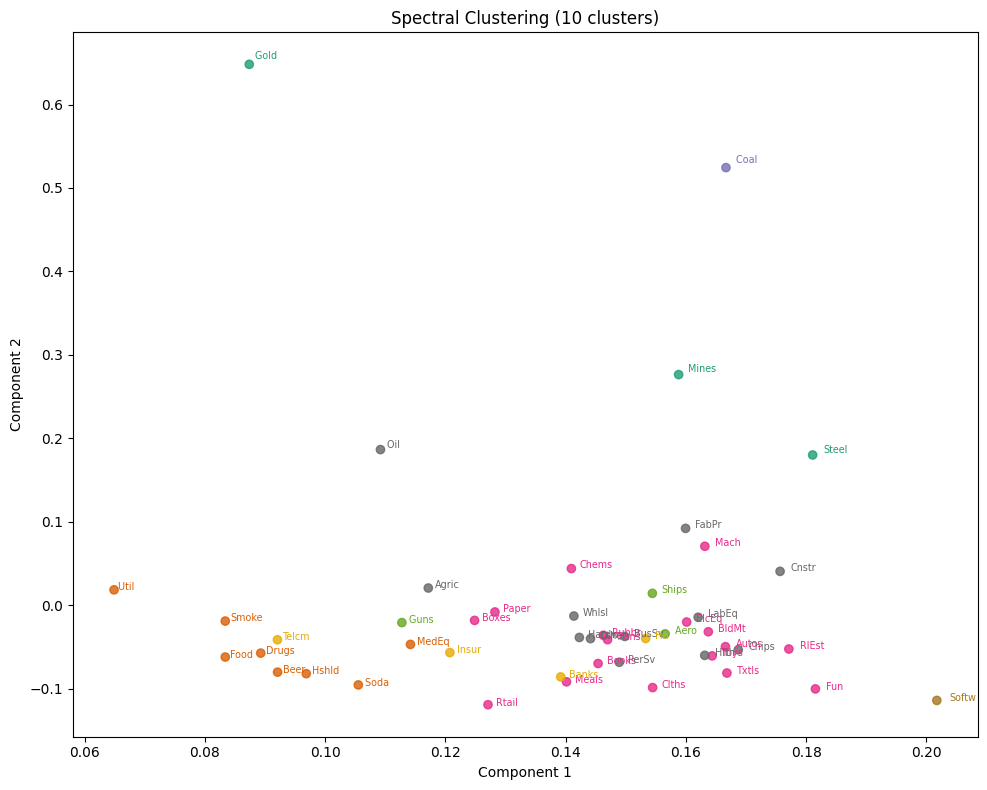 Spectral Clustering (10 clusters)
Gold
Coal
Mines
Steel
Oil
FabPr
Mach
Chems
Cnstr
Util
Agric
Ships
Paper
Whlsl
LabEq
Smoke
Guns
Boxes
ElcEq
BldMt
Aero
Telcm
MedEq
BusSv
Fin
Autos
Chips
RlEst
Insur
Food
Drugs
PerSv
Books
Beer
Hshld
Banks
Meals
Txtls
Soda
Clths
Fun
Rtail
Softw
0.6
0.5
0.4
0.3
0.2
0.1
0.0
−0.1
Component 2
0.06
0.08
0.10
0.12
0.14
0.16
0.18
0.20
Component 1